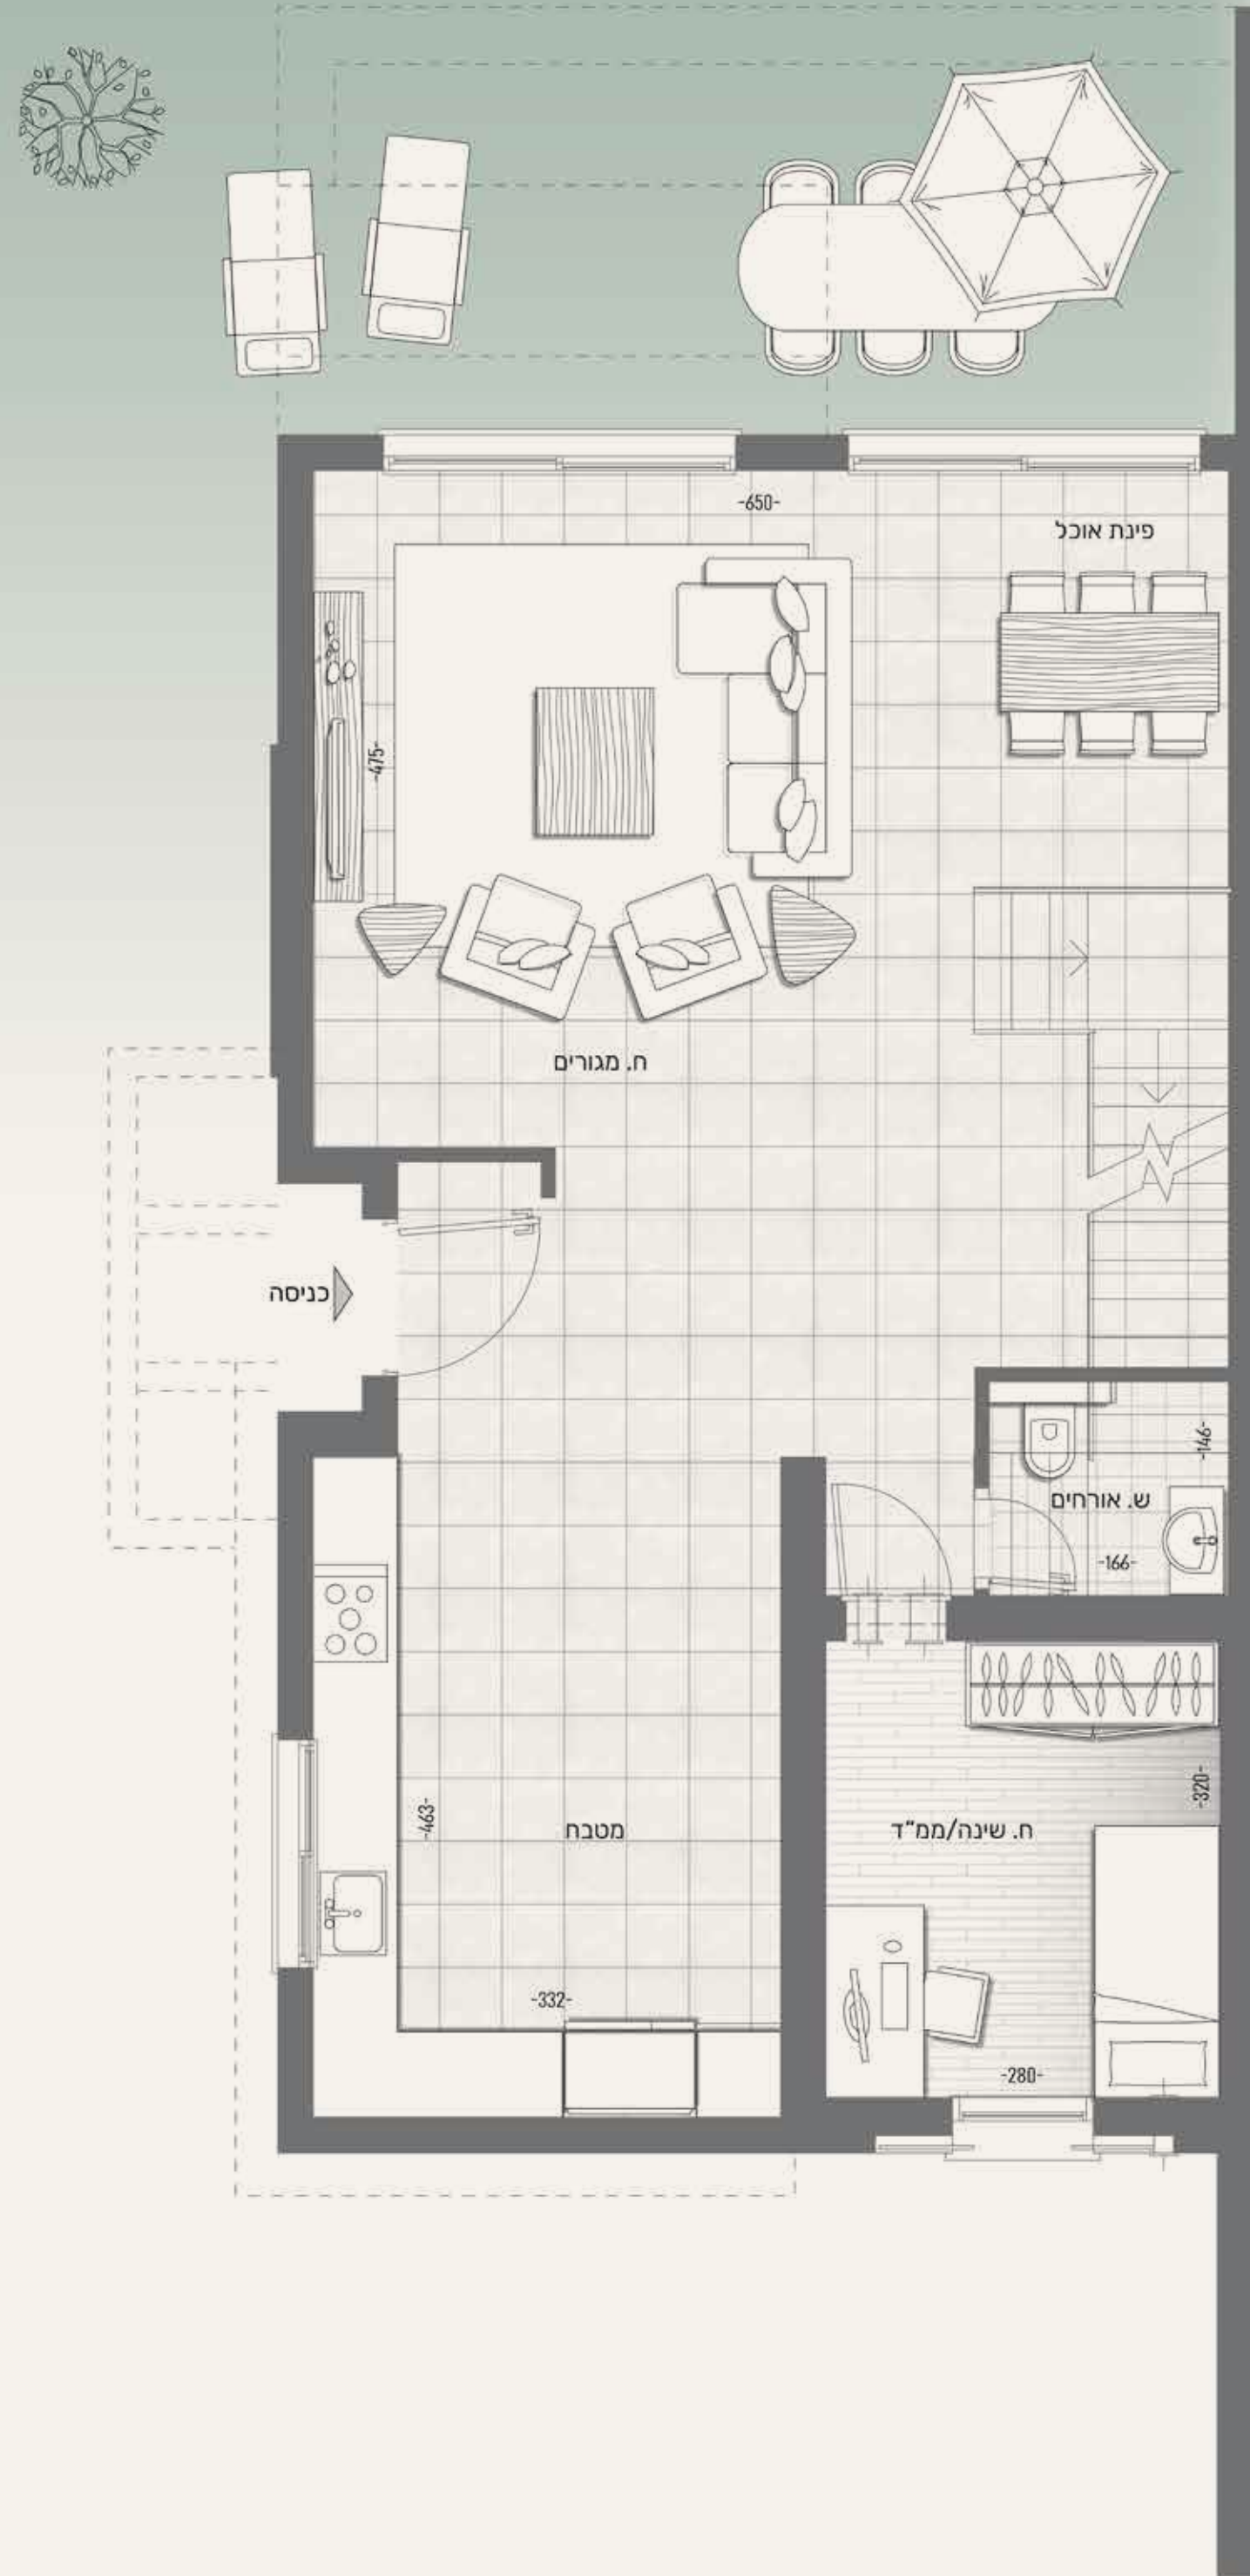 -650-
פינת אוכל
-475-
ח. מגורים
כניסה
-146-
ש. אורחים
-166-
-320-
-463-
מטבח
ח. שינה/ממ"ד
-332-
-280-